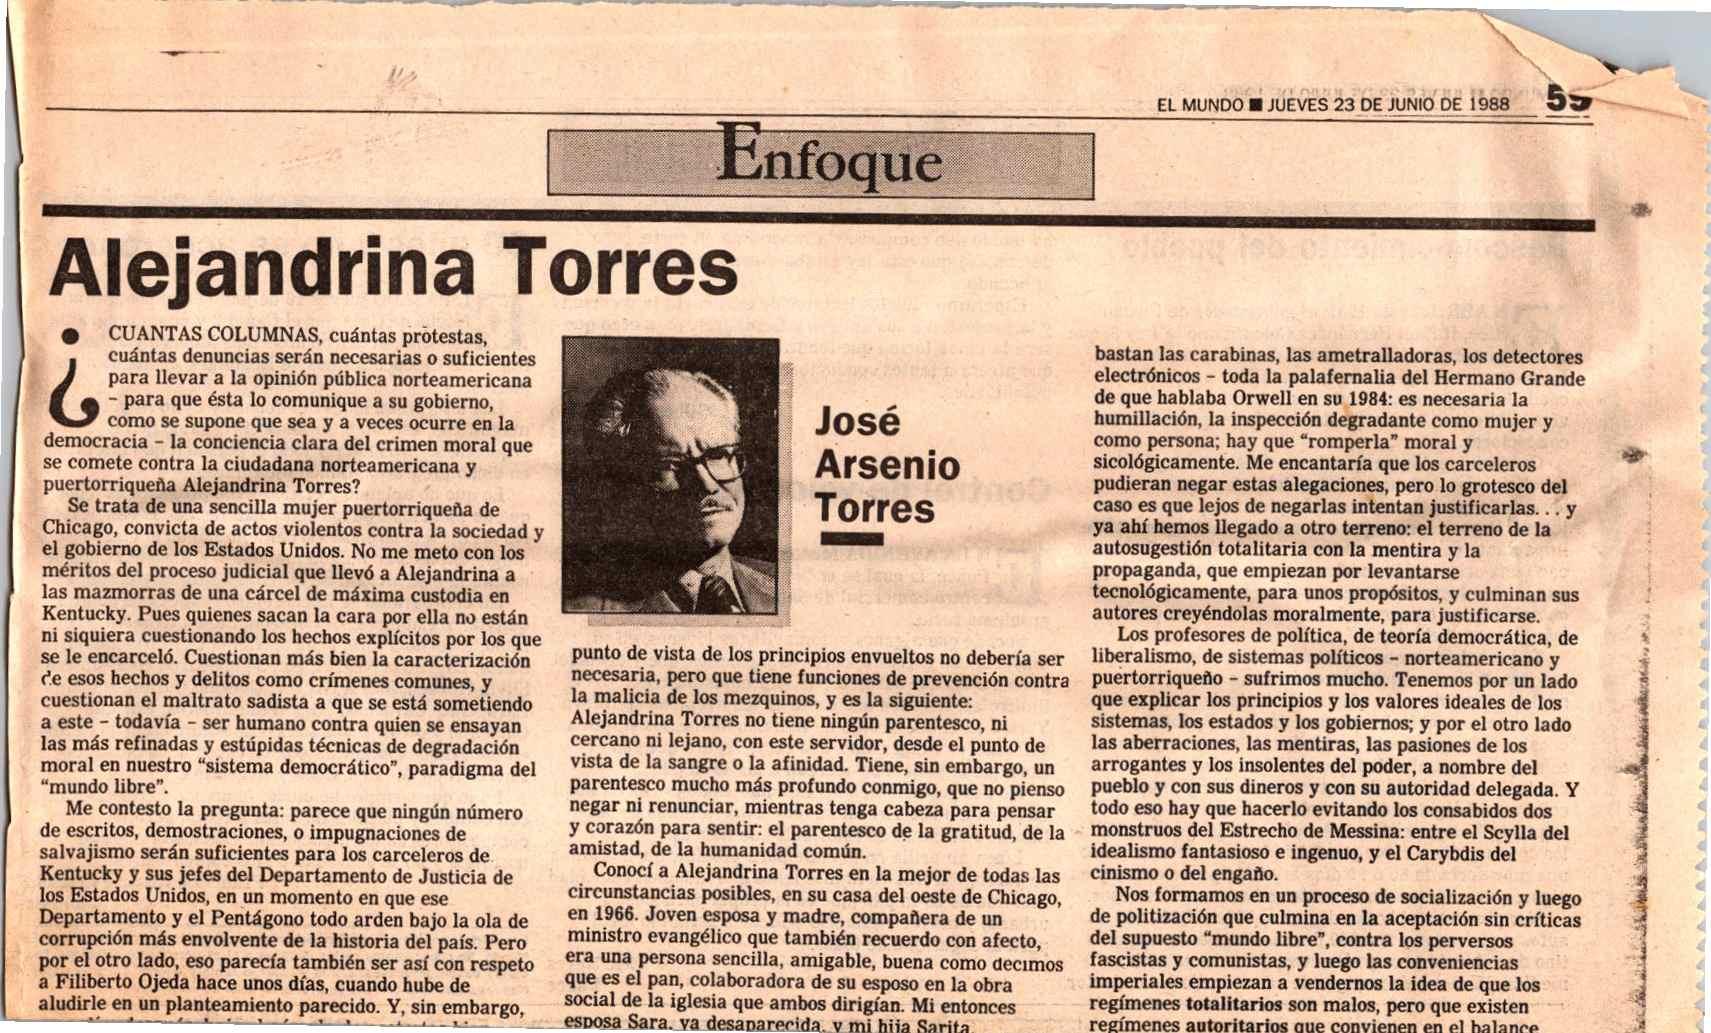 EL MUNDO ■ JUEVES 23 DE JUNIO DE 1988 59
Enfoque
Alejandrina Torres
¿CUANTAS COLUMNAS, cuántas protestas,
cuántas denuncias serán necesarias o suficientes
para llevar a la opinión pública norteamericana
– para que ésta lo comunique a su gobierno,
como se supone que sea y a veces ocurre en la
democracia – la conciencia clara del crimen moral que
se comete contra la ciudadana norteamericana y
puertorriqueña Alejandrina Torres?
Se trata de una sencilla mujer puertorriqueña de
Chicago, convicta de actos violentos contra la sociedad y
el gobierno de los Estados Unidos. No me meto con los
méritos del proceso judicial que llevó a Alejandrina a
las mazmorras de una cárcel de máxima custodia en
Kentucky. Pues quienes sacan la cara por ella no están
ni siquiera cuestionando los hechos explícitos por los que
se le encarceló. Cuestionan más bien la caracterización
de esos hechos y delitos como crímenes comunes, y
cuestionan el maltrato sadista a que se está sometiendo
a este – todavía – ser humano contra quien se ensayan
las más refinadas y estúpidas técnicas de degradación
moral en nuestro “sistema democrático”, paradigma del
“mundo libre”.
Me contesto la pregunta: parece que ningún número
de escritos, demostraciones, o impugnaciones de
salvajismo serán suficientes para los carceleros de
Kentucky y sus jefes del Departamento de Justicia de
los Estados Unidos, en un momento en que ese
Departamento y el Pentágono todo arden bajo la ola de
corrupción más envolvente de la historia del país. Pero
por el otro lado, eso parecía también ser así con respeto
a Filiberto Ojeda hace unos días, cuando hube de
aludirle en un planteamiento parecido. Y, sin embargo,
José
Arsenio
Torres
punto de vista de los principios envueltos no debería ser
necesaria, pero que tiene funciones de prevención contra
la malicia de los mezquinos, y es la siguiente:
Alejandrina Torres no tiene ningún parentesco, ni
cercano ni lejano, con este servidor, desde el punto de
vista de la sangre o la afinidad. Tiene, sin embargo, un
parentesco mucho más profundo conmigo, que no pienso
negar ni renunciar, mientras tenga cabeza para pensar
y corazón para sentir: el parentesco de la gratitud, de la
amistad, de la humanidad común.
Conocí a Alejandrina Torres en la mejor de todas las
circunstancias posibles, en su casa del oeste de Chicago,
en 1966. Joven esposa y madre, compañera de un
ministro evangélico que también recuerdo con afecto,
era una persona sencilla, amigable, buena como decimos
que es el pan, colaboradora de su esposo en la obra
social de la iglesia que ambos dirigían. Mi entonces
esposa Sara, ya desaparecida, y mi hija Sarita,
bastan las carabinas, las ametralladoras, los detectores
electrónicos – toda la palafernalia del Hermano Grande
de que hablaba Orwell en su 1984: es necesaria la
humillación, la inspección degradante como mujer y
como persona; hay que “romperla” moral y
sicológicamente. Me encantaría que los carceleros
pudieran negar estas alegaciones, pero lo grotesco del
caso es que lejos de negarlas intentan justificarlas. . . y
ya ahí hemos llegado a otro terreno: el terreno de la
autosugestión totalitaria con la mentira y la
propaganda, que empiezan por levantarse
tecnológicamente, para unos propósitos, y culminan sus
autores creyéndolas moralmente, para justificarse.
Los profesores de política, de teoría democrática, de
liberalismo, de sistemas políticos – norteamericano y
puertorriqueño – sufrimos mucho. Tenemos por un lado
que explicar los principios y los valores ideales de los
sistemas, los estados y los gobiernos; y por el otro lado
las aberraciones, las mentiras, las pasiones de los
arrogantes y los insolentes del poder, a nombre del
pueblo y con sus dineros y con su autoridad delegada. Y
todo eso hay que hacerlo evitando los consabidos dos
monstruos del Estrecho de Messina: entre el Scylla del
idealismo fantasioso e ingenuo, y el Carybdis del
cinismo o del engaño.
Nos formamos en un proceso de socialización y luego
de politización que culmina en la aceptación sin críticas
del supuesto “mundo libre”, contra los perversos
fascistas y comunistas, y luego las conveniencias
imperiales empiezan a vendernos la idea de que los
regímenes totalitarios son malos, pero que existen
regímenes autoritarios que convienen en el balance